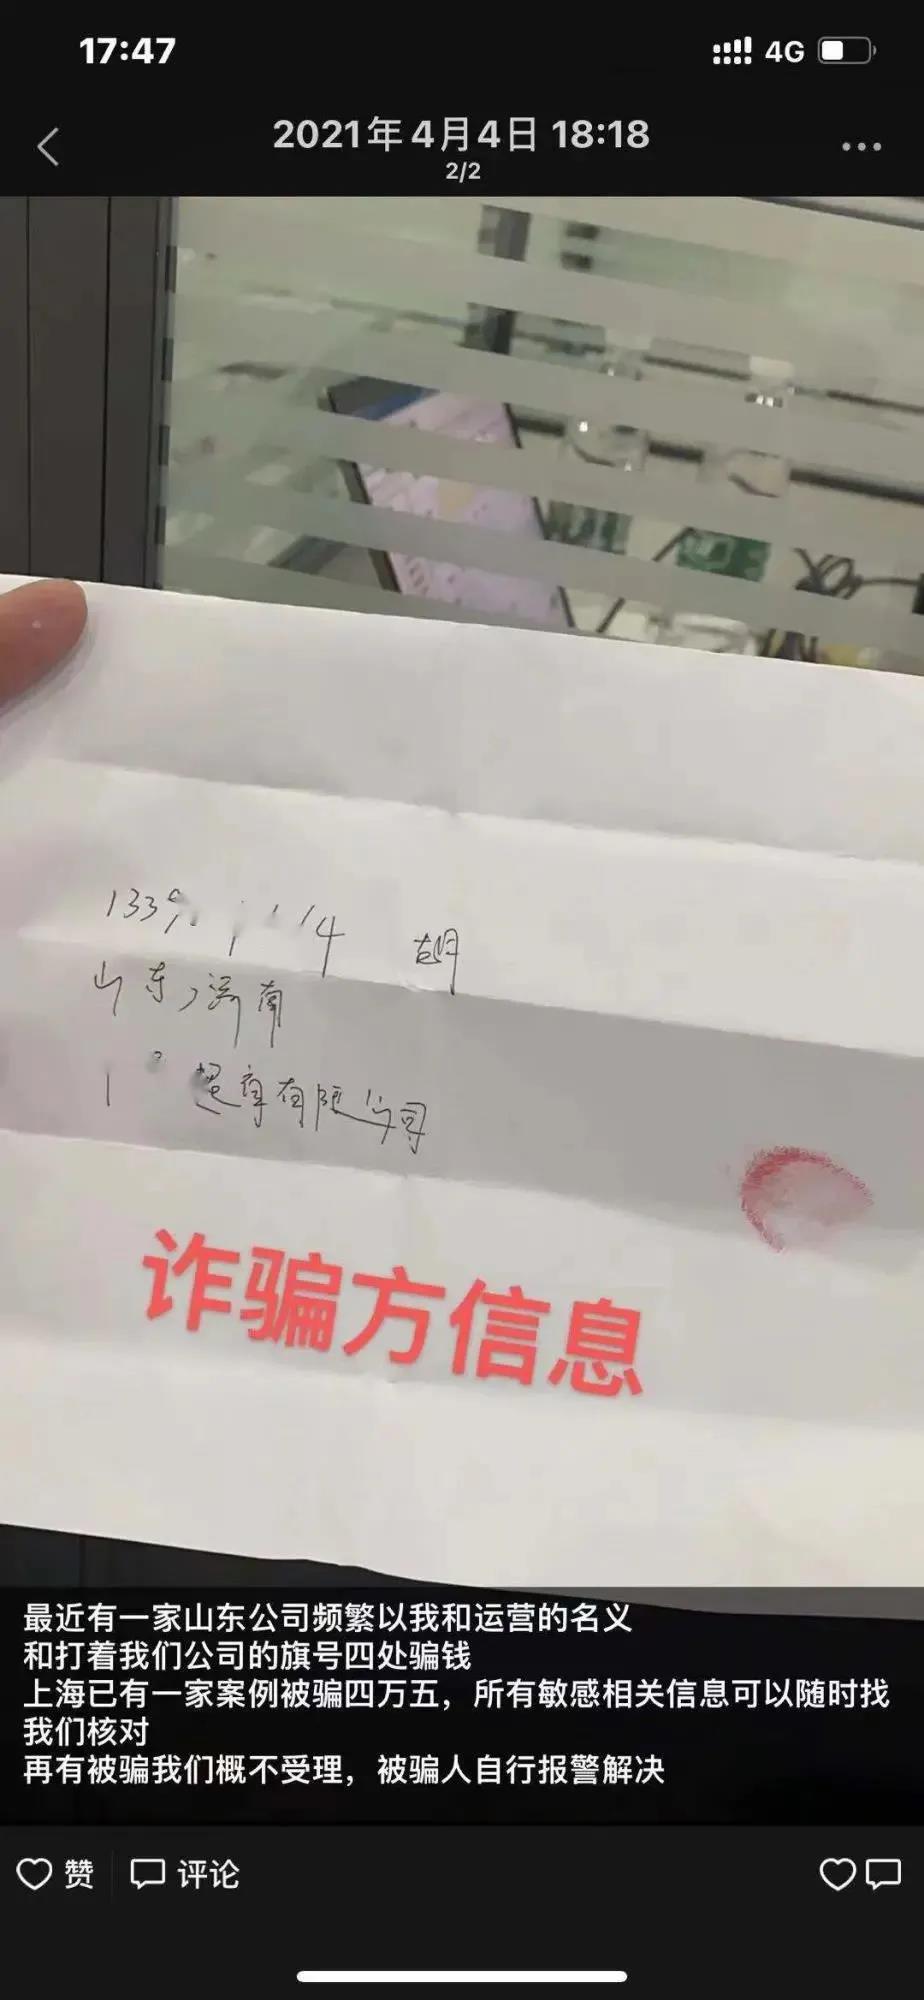 17:47
4G
2021年4月4日 18:18
2/2
胡
山东济南
有限公司
诈骗方信息
最近有一家山东公司频繁以我和运营的名义
和打着我们公司的旗号四处骗钱
上海已有一家案例被骗四万五，所有敏感相关信息可以随时找
我们核对
再有被骗我们概不受理，被骗人自行报警解决
赞
评论